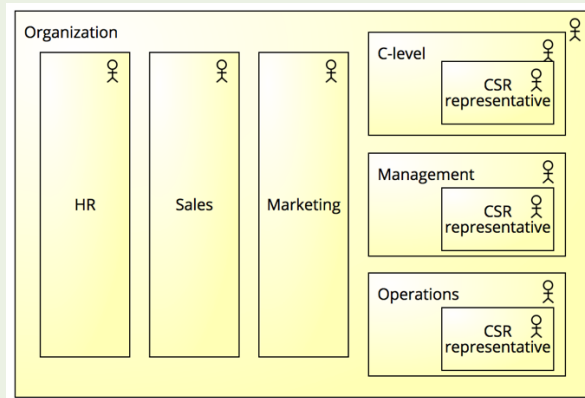 Organization
HR
Sales
Marketing
C-level
CSR
representative
Management
CSR
representative
Operations
CSR
representative